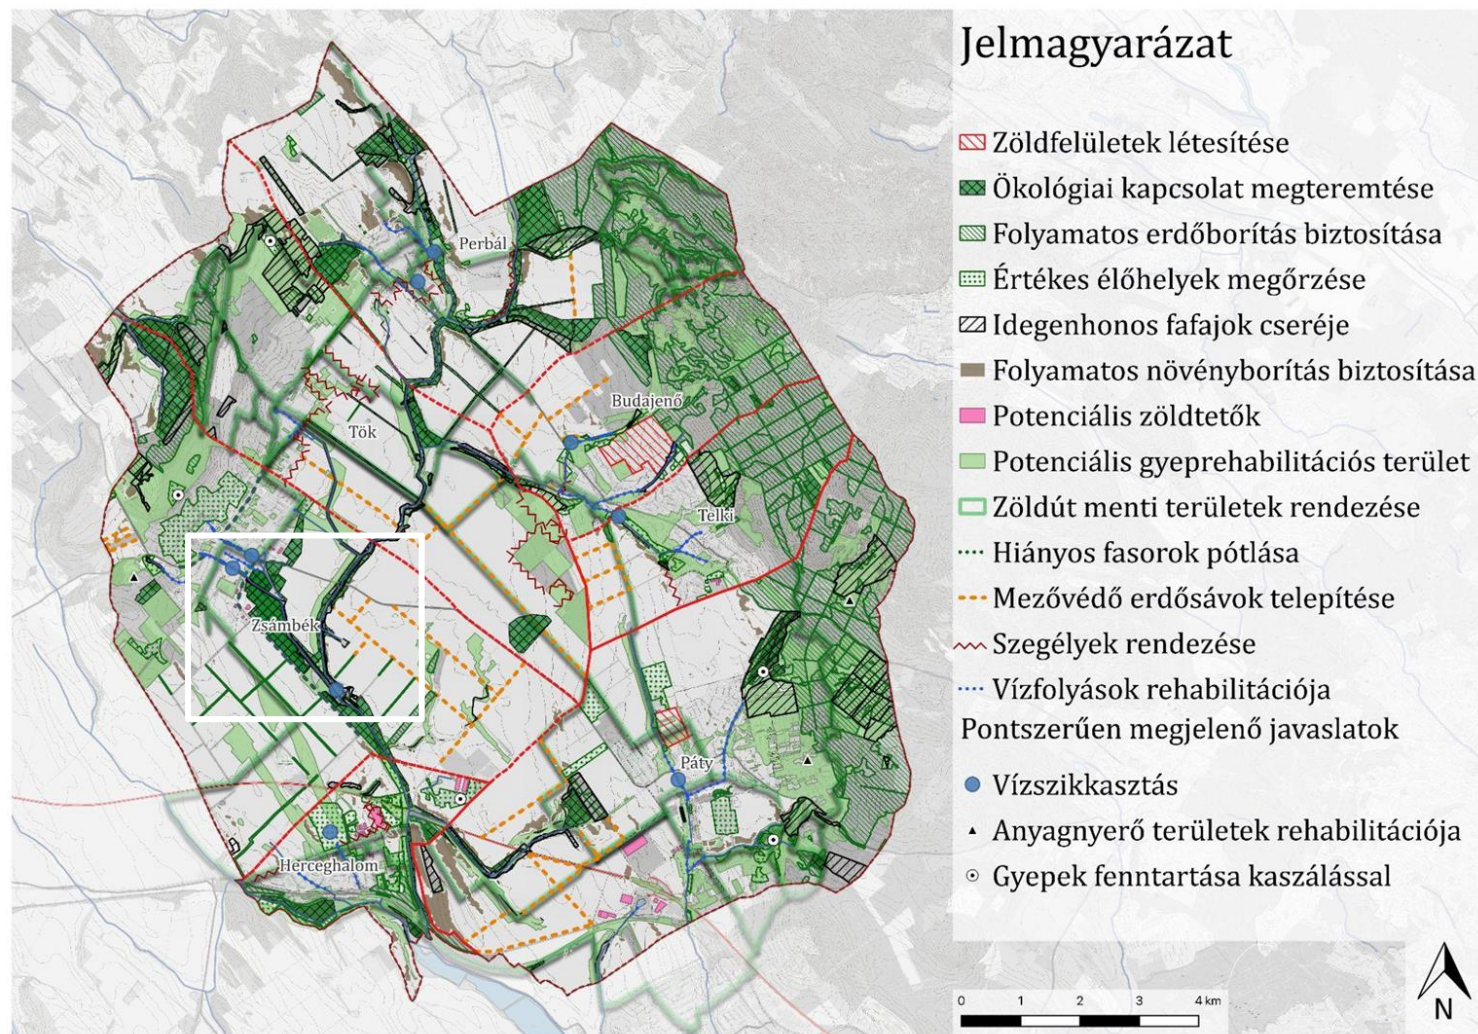 Jelmagyarázat
Zöldfelületek létesítése
Ökológiai kapcsolat megteremtése
Folyamatos erdőborítás biztosítása
Értékes élőhelyek megőrzése
Idegenhonos fafajok cseréje
Folyamatos növényborítás biztosítása
Potenciális zöldtetők
Potenciális gyeprehabilitációs terület
Zöldút menti területek rendezése
Hiányos fasorok pótlása
Mezővédő erdősávok telepítése
Szegélyek rendezése
Vízfolyások rehabilitációja
Pontszerűen megjelenő javaslatok
Vízszikkasztás
Anyagnyerő területek rehabilitációja
Gyepek fenntartása kaszálással
Perbál
Budajenő
Tök
Telki
Zsámbék
Páty
Herceghalom
0 1 2 3 4 km
N